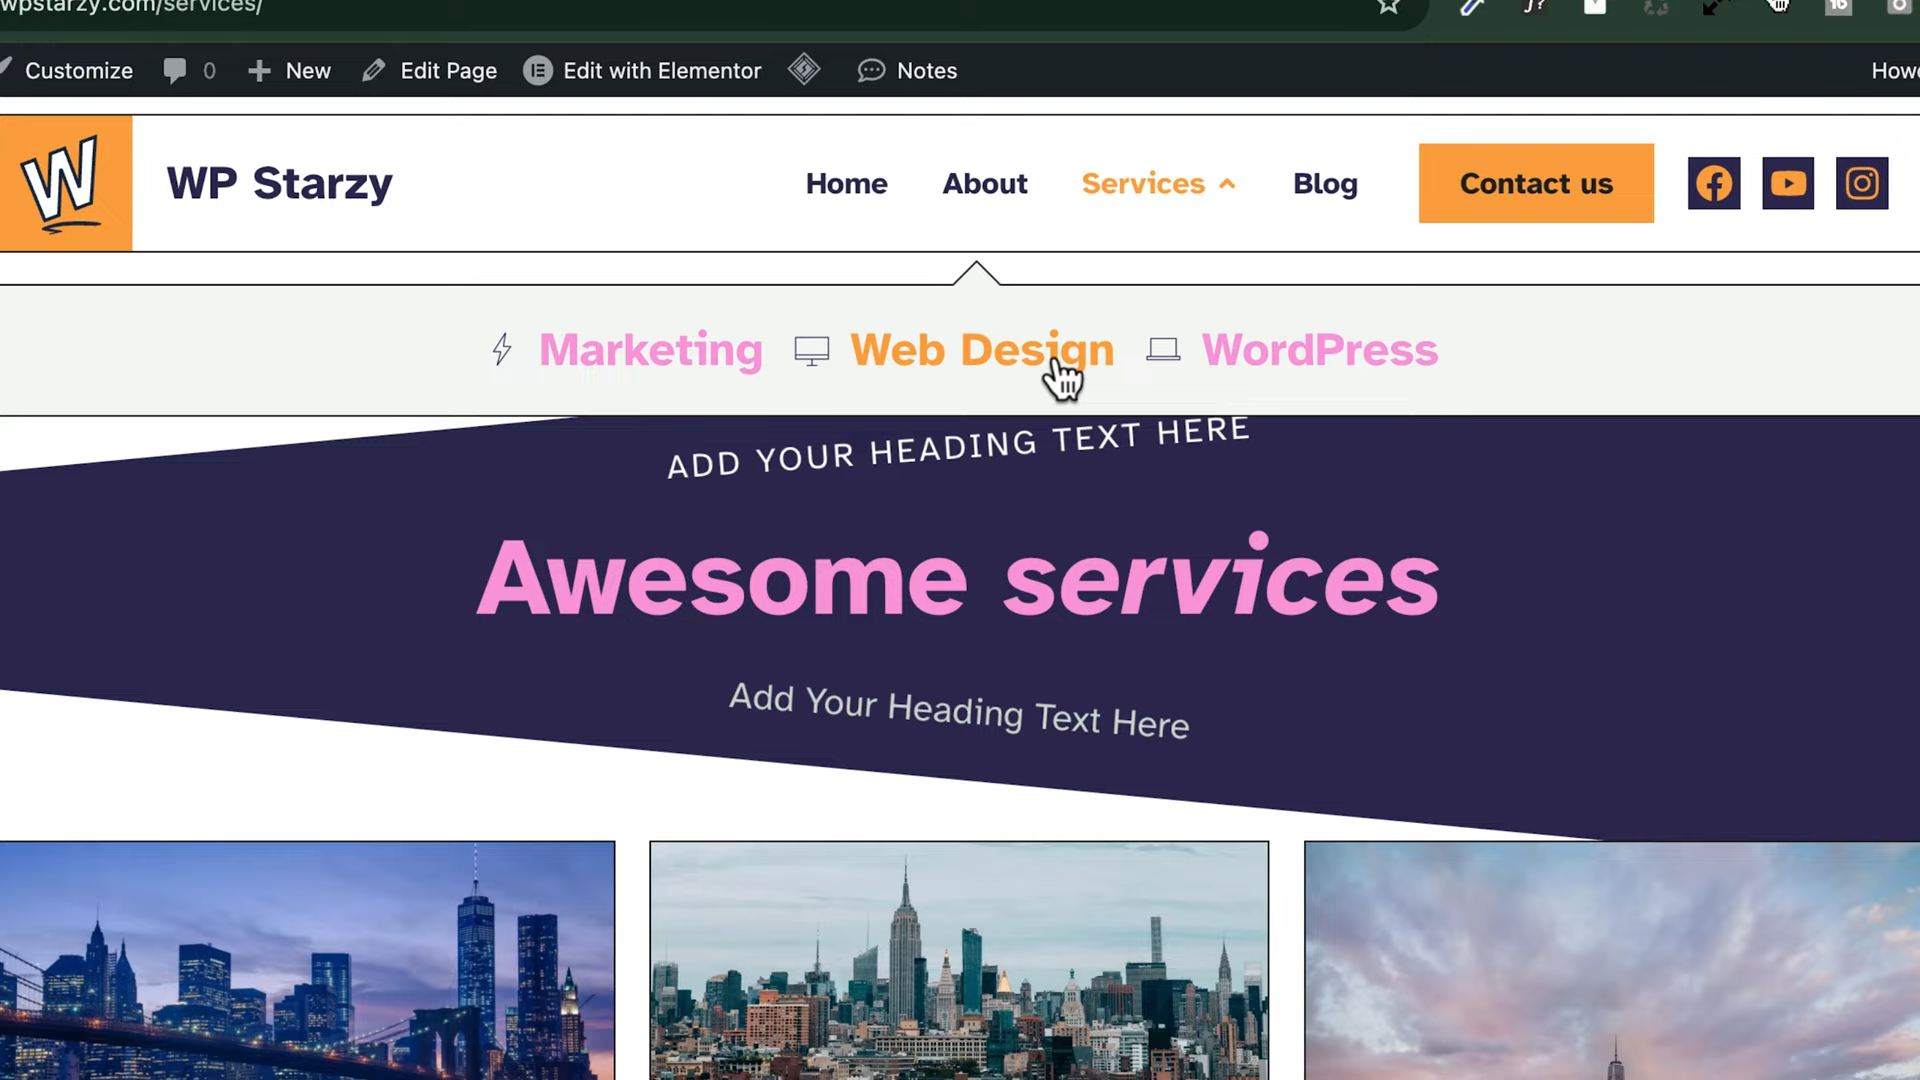 wpstarzy.com/services/
Customize 0 New Edit Page Edit with Elementor Notes Howe
W WP Starzy Home About Services Blog Contact us
Marketing Web Design WordPress
ADD YOUR HEADING TEXT HERE
Awesome services
Add Your Heading Text Here